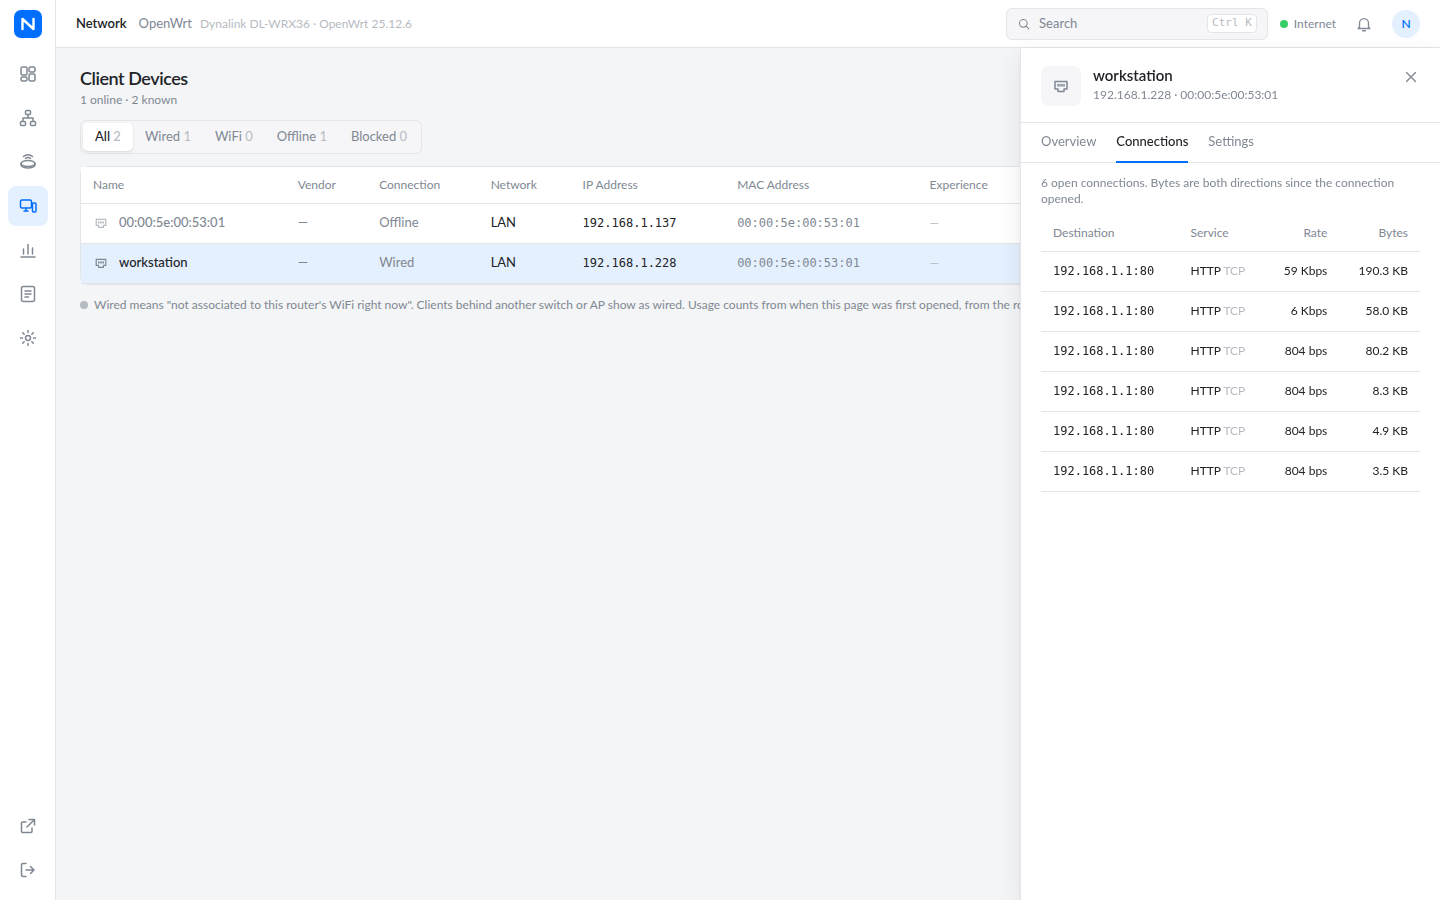 Network OpenWrt Dynalink DL-WRX36 · OpenWrt 25.12.6
Search Ctrl K
Internet
N
Client Devices
1 online · 2 known
All 2 Wired 1 WiFi 0 Offline 1 Blocked 0
Name Vendor Connection Network IP Address MAC Address Experience
00:00:5e:00:53:01 — Offline LAN 192.168.1.137 00:00:5e:00:53:01 —
workstation — Wired LAN 192.168.1.228 00:00:5e:00:53:01 —
Wired means "not associated to this router's WiFi right now". Clients behind another switch or AP show as wired. Usage counts from when this page was first opened, from the
workstation
192.168.1.228 · 00:00:5e:00:53:01
Overview Connections Settings
6 open connections. Bytes are both directions since the connection
opened.
Destination Service Rate Bytes
192.168.1.1:80 HTTP TCP 59 Kbps 190.3 KB
192.168.1.1:80 HTTP TCP 6 Kbps 58.0 KB
192.168.1.1:80 HTTP TCP 804 bps 80.2 KB
192.168.1.1:80 HTTP TCP 804 bps 8.3 KB
192.168.1.1:80 HTTP TCP 804 bps 4.9 KB
192.168.1.1:80 HTTP TCP 804 bps 3.5 KB